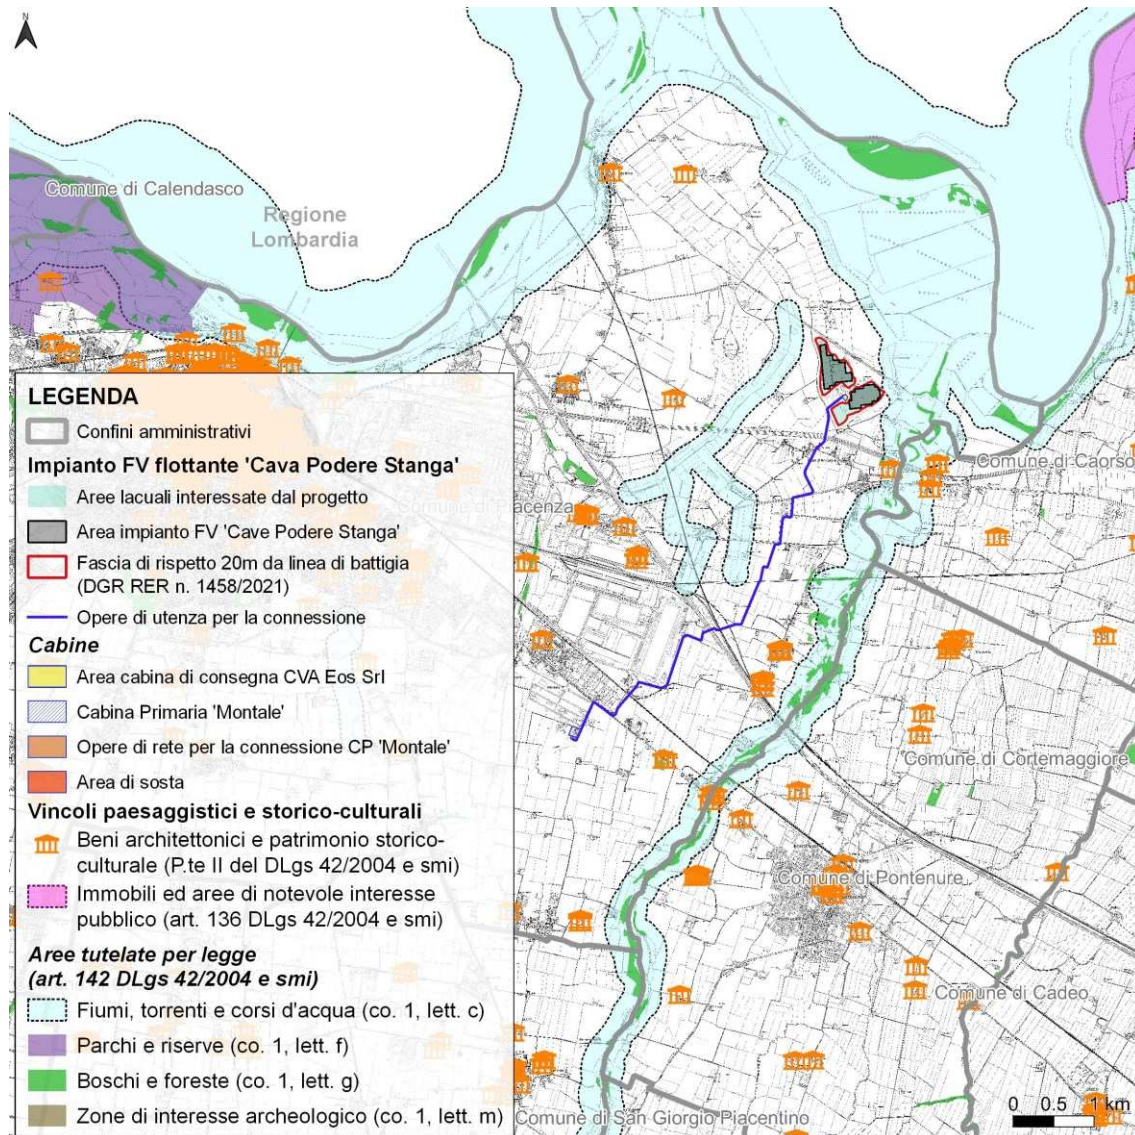 N
Comune di Calendasco
Regione
Lombardia
LEGENDA
Confini amministrativi
Impianto FV flottante 'Cava Podere Stanga'
Aree lacuali interessate dal progetto
Area impianto FV 'Cave Podere Stanga'
Fascia di rispetto 20m da linea di battigia
(DGR RER n. 1458/2021)
Opere di utenza per la connessione
Cabine
Area cabina di consegna CVA Eos Srl
Cabina Primaria 'Montale'
Opere di rete per la connessione CP 'Montale'
Area di sosta
Vincoli paesaggistici e storico-culturali
Beni architettonici e patrimonio storico-
culturale (P.te II del DLgs 42/2004 e smi)
Immobili ed aree di notevole interesse
pubblico (art. 136 DLgs 42/2004 e smi)
Aree tutelate per legge
(art. 142 DLgs 42/2004 e smi)
Fiumi, torrenti e corsi d'acqua (co. 1, lett. c)
Parchi e riserve (co. 1, lett. f)
Boschi e foreste (co. 1, lett. g)
Zone di interesse archeologico (co. 1, lett. m)
Comune di Piacenza
Comune di Caorso
Comune di Cortemaggiore
Comune di Pontenure
Comune di Cadeo
Comune di San Giorgio Piacentino
0 0.5 1 km